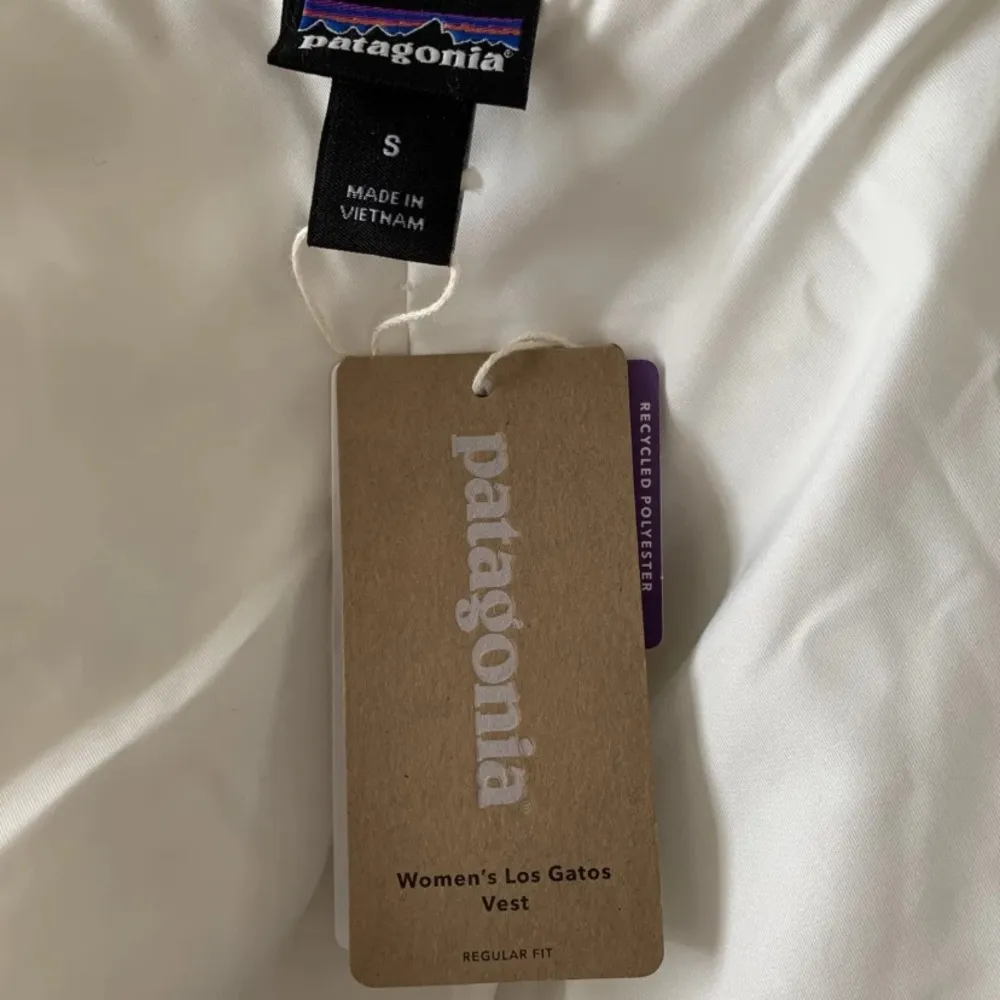 patagonia®
S
MADE IN
VIETNAM
patagonia®
RECYCLED POLYESTER
Women's Los Gatos
Vest
REGULAR FIT